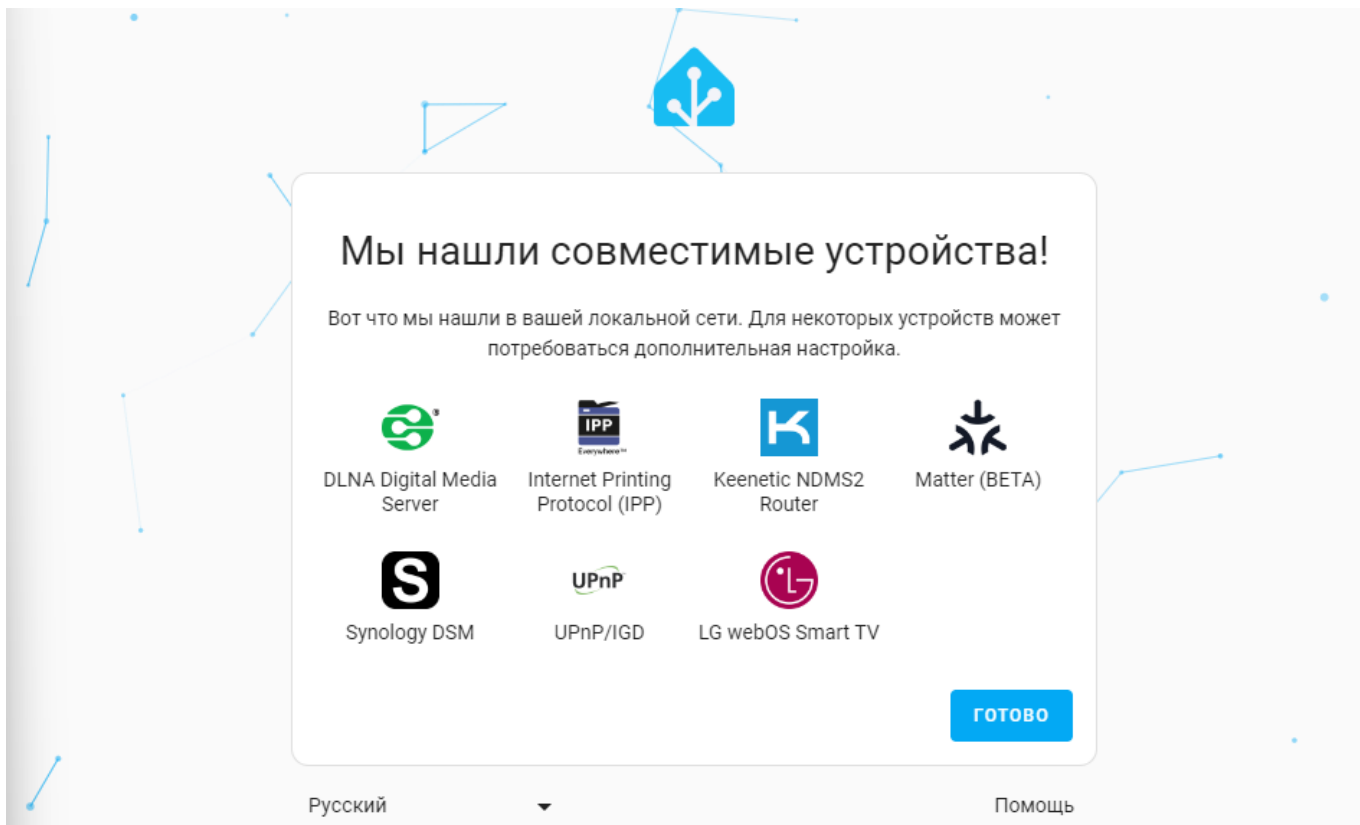 Мы нашли совместимые устройства!
Вот что мы нашли в вашей локальной сети. Для некоторых устройств может
потребоваться дополнительная настройка.
IPP
Everywhere™
DLNA Digital Media
Server
Internet Printing
Protocol (IPP)
Keenetic NDMS2
Router
Matter (BETA)
S
UPnP
LG
Synology DSM
UPnP/IGD
LG webOS Smart TV
ГОТОВО
Русский
Помощь